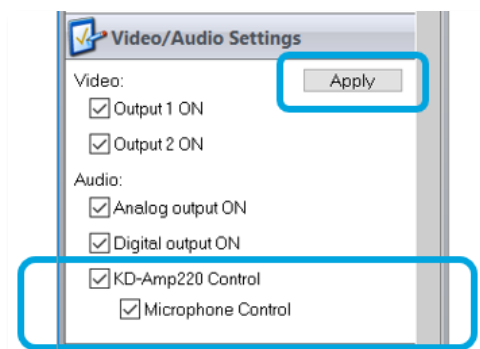 Video/Audio Settings
Video:
Apply
Output 1 ON
Output 2 ON
Audio:
Analog output ON
Digital output ON
KD-Amp220 Control
Microphone Control